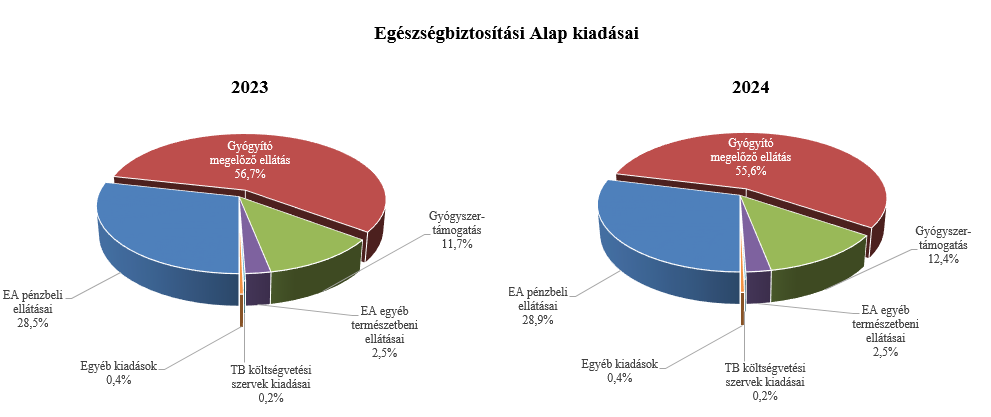 Egészségbiztosítási Alap kiadásai
2023
Gyógyító
megelőző ellátás
56,7%
Gyógyszer-
támogatás
11,7%
EA egyéb
természetbeni
ellátásai
2,5%
TB költségvetési
szervek kiadásai
0,2%
Egyéb kiadások
0,4%
EA pénzbeli
ellátásai
28,5%
2024
Gyógyító
megelőző ellátás
55,6%
Gyógyszer-
támogatás
12,4%
EA egyéb
természetbeni
ellátásai
2,5%
TB költségvetési
szervek kiadásai
0,2%
Egyéb kiadások
0,4%
EA pénzbeli
ellátásai
28,9%